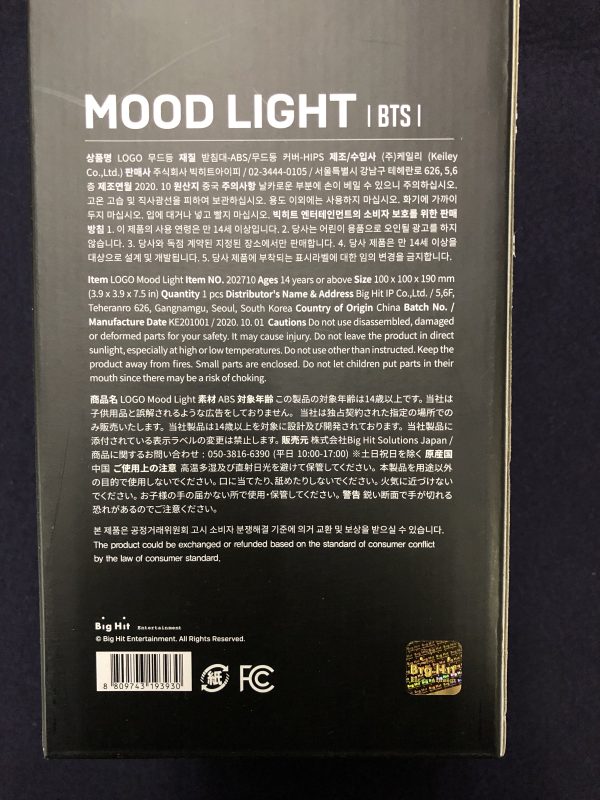 MOOD LIGHT | BTS |
상품명 LOGO 무드등 재질 받침대-ABS/무드등 커버-HIPS 제조/수입사 (주)케일리 (Keiley
Co.,Ltd.) 판매사 주식회사 빅히트아이피 / 02-3444-0105 / 서울특별시 강남구 테헤란로 626, 5,6
층 제조연월 2020. 10 원산지 중국 주의사항 날카로운 부분에 손이 베일 수 있으니 주의하십시오.
고온 고습 및 직사광선을 피하여 보관하십시오. 용도 이외에는 사용하지 마십시오. 화기에 가까이
두지 마십시오. 입에 대거나 넣고 빨지 마십시오. 빅히트 엔터테인먼트의 소비자 보호를 위한 판매
방침 1. 이 제품의 사용 연령은 만 14세 이상입니다. 2. 당사는 어린이 용품으로 오인될 광고를 하지
않습니다. 3. 당사와 독점 계약된 지정된 장소에서만 판매합니다. 4. 당사 제품은 만 14세 이상을
대상으로 설계 및 개발됩니다. 5. 당사 제품에 부착되는 표시라벨에 대한 임의 변경을 금지합니다.
Item LOGO Mood Light Item NO. 202710 Ages 14 years or above Size 100 x 100 x 190 mm
(3.9 x 3.9 x 7.5 in) Quantity 1 pcs Distributor's Name & Address Big Hit IP Co.,Ltd. / 5,6F,
Teheranro 626, Gangnamgu, Seoul, South Korea Country of Origin China Batch No. /
Manufacture Date KE201001 / 2020. 10. 01 Cautions Do not use disassembled, damaged
or deformed parts for your safety. It may cause injury. Do not leave the product in direct
sunlight, especially at high or low temperatures. Do not use other than instructed. Keep the
product away from fires. Small parts are enclosed. Do not let children put parts in their
mouth since there may be a risk of choking.
商品名 LOGO Mood Light 素材 ABS 対象年齢 この製品の対象年齢は14歳以上です。当社は
子供用品と誤解されるような広告をしておりません。 当社は独占契約された指定の場所での
み販売いたします。当社製品は14歳以上を対象に設計及び開発されております。当社製品に
添付されている表示ラベルの変更は禁止します。販売元 株式会社Big Hit Solutions Japan /
商品に関するお問い合わせ : 050-3816-6390 (平日 10:00-17:00) ※土日祝日を除く 原産国
中国 ご使用上の注意 高温多湿及び直射日光を避けて保管してください。本製品を用途以外
の目的で使用しないでください。口に当たり、舐めたりしないでください。火気に近づけない
でください。お子様の手の届かない所で使用・保管してください。警告 鋭い断面で手が切れる
恐れがあるのでご注意ください。
본 제품은 공정거래위원회 고시 소비자 분쟁해결 기준에 의거 교환 및 보상을 받으실 수 있습니다.
The product could be exchanged or refunded based on the standard of consumer conflict
by the law of consumer standard.
Big Hit Entertainment
© Big Hit Entertainment. All Rights Reserved.
8 809743 193930
紙
FC
Big Hit